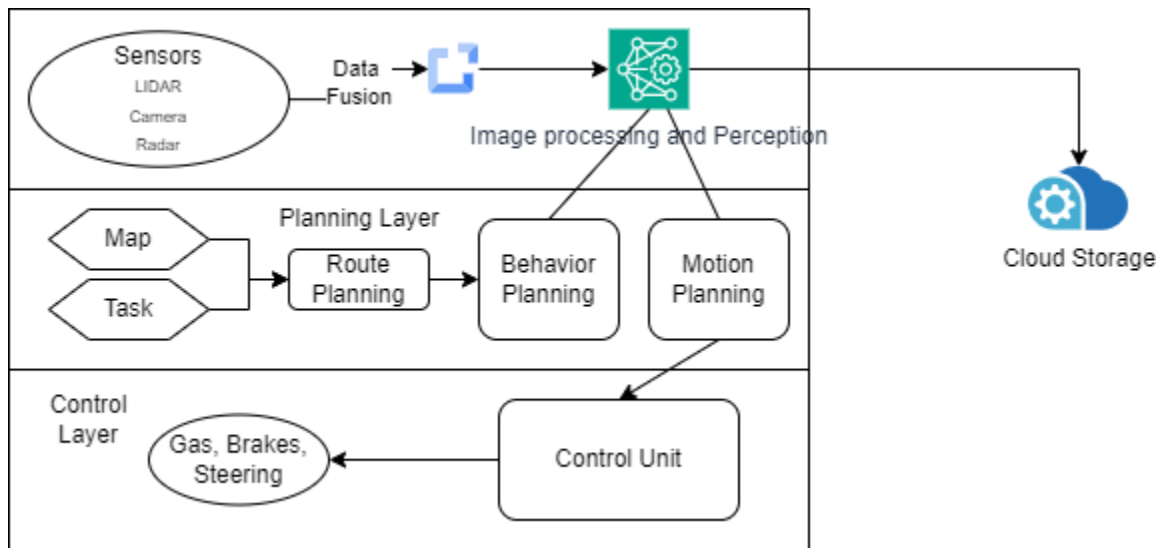 Sensors
LIDAR
Camera
Radar
Data
Fusion
Image processing and Perception
Cloud Storage
Planning Layer
Map
Task
Route
Planning
Behavior
Planning
Motion
Planning
Control
Layer
Gas, Brakes,
Steering
Control Unit